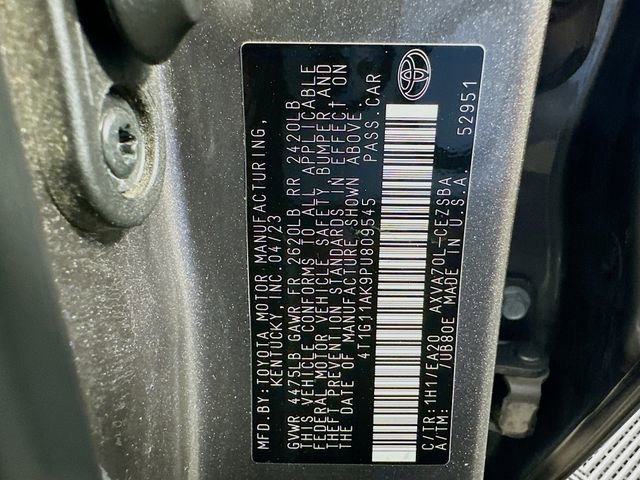 MFD. BY: TOYOTA MOTOR MANUFACTURING,
KENTUCKY, INC. 04/23
GVWR 4475LB GAWR FR 2620LB RR 2420LB
THIS VEHICLE CONFORMS TO ALL APPLICABLE
FEDERAL MOTOR VEHICLE SAFETY, BUMPER, AND
THEFT PREVENTION STANDARDS IN EFFECT ON
THE DATE OF MANUFACTURE SHOWN ABOVE.
4T1G11AK9PU809545 PASS. CAR
C/TR: 1H1/EA20 AXVA70L-CEZSBA
A/TM: /UB80E MADE IN U.S.A. 52951